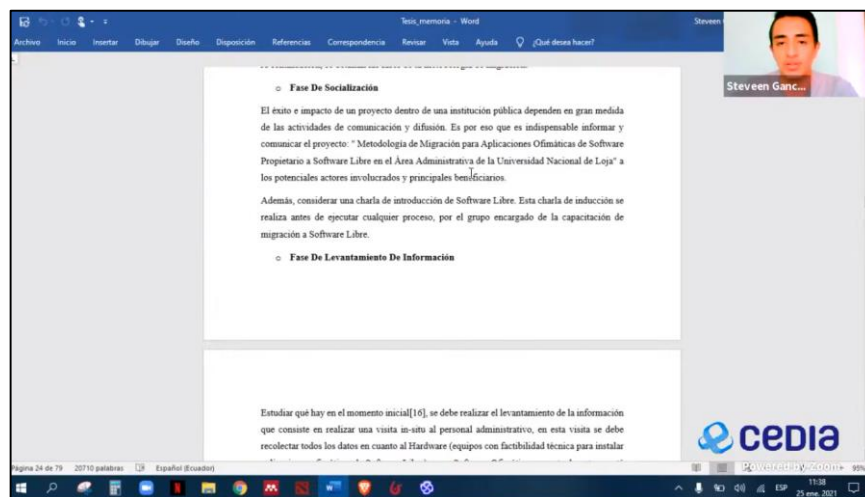 Tesis_memoria - Word
Steveen
Archivo Inicio Insertar Dibujar Diseño Disposición Referencias Correspondencia Revisar Vista Ayuda ¿Qué desea hacer?
Steveen Ganc...
○ Fase De Socialización
El éxito e impacto de un proyecto dentro de una institución pública dependen en gran medida
de las actividades de comunicación y difusión. Es por eso que es indispensable informar y
comunicar el proyecto: " Metodología de Migración para Aplicaciones Ofimáticas de Software
Propietario a Software Libre en el Área Administrativa de la Universidad Nacional de Loja" a
los potenciales actores involucrados y principales beneficiarios.
Además, considerar una charla de introducción de Software Libre. Esta charla de inducción se
realiza antes de ejecutar cualquier proceso, por el grupo encargado de la capacitación de
migración a Software Libre.
○ Fase De Levantamiento De Información
Estudiar qué hay en el momento inicial[16], se debe realizar el levantamiento de la información
que consiste en realizar una visita in-situ al personal administrativo, en esta visita se debe
recolectar todos los datos en cuanto al Hardware (equipos con factibilidad técnica para instalar
cedia
Página 24 de 79 20710 palabras Español (Ecuador)
Powered by Zoom
95%
ESP
11:38
25 ene. 2021